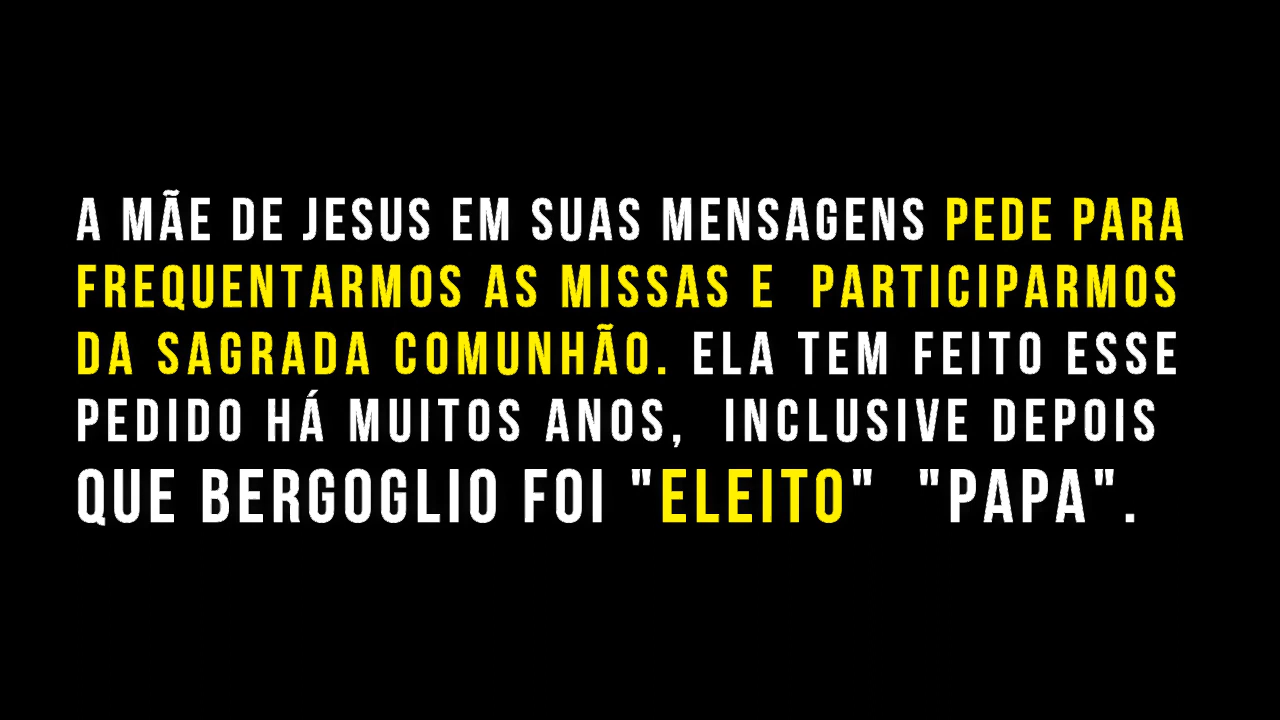 A MÃE DE JESUS EM SUAS MENSAGENS PEDE PARA
FREQUENTARMOS AS MISSAS E PARTICIPARMOS
DA SAGRADA COMUNHÃO. ELA TEM FEITO ESSE
PEDIDO HÁ MUITOS ANOS, INCLUSIVE DEPOIS
QUE BERGOGLIO FOI "ELEITO" "PAPA".